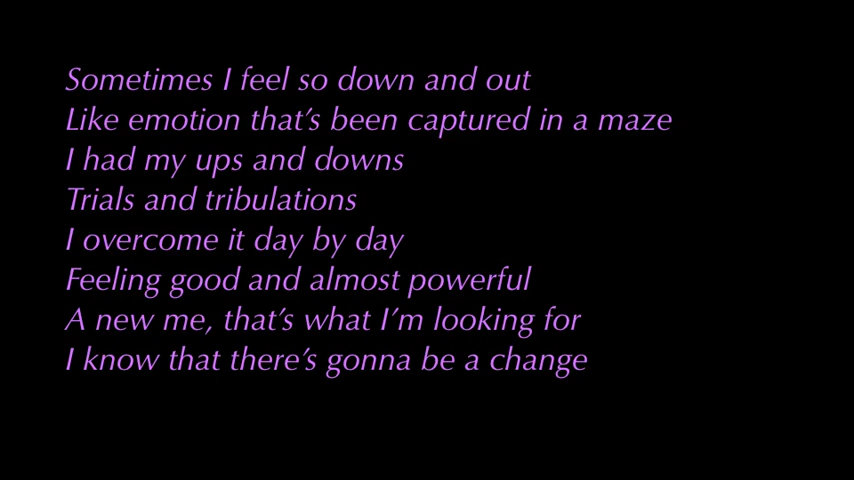 Sometimes I feel so down and out
Like emotion that’s been captured in a maze
I had my ups and downs
Trials and tribulations
I overcome it day by day
Feeling good and almost powerful
A new me, that’s what I’m looking for
I know that there’s gonna be a change